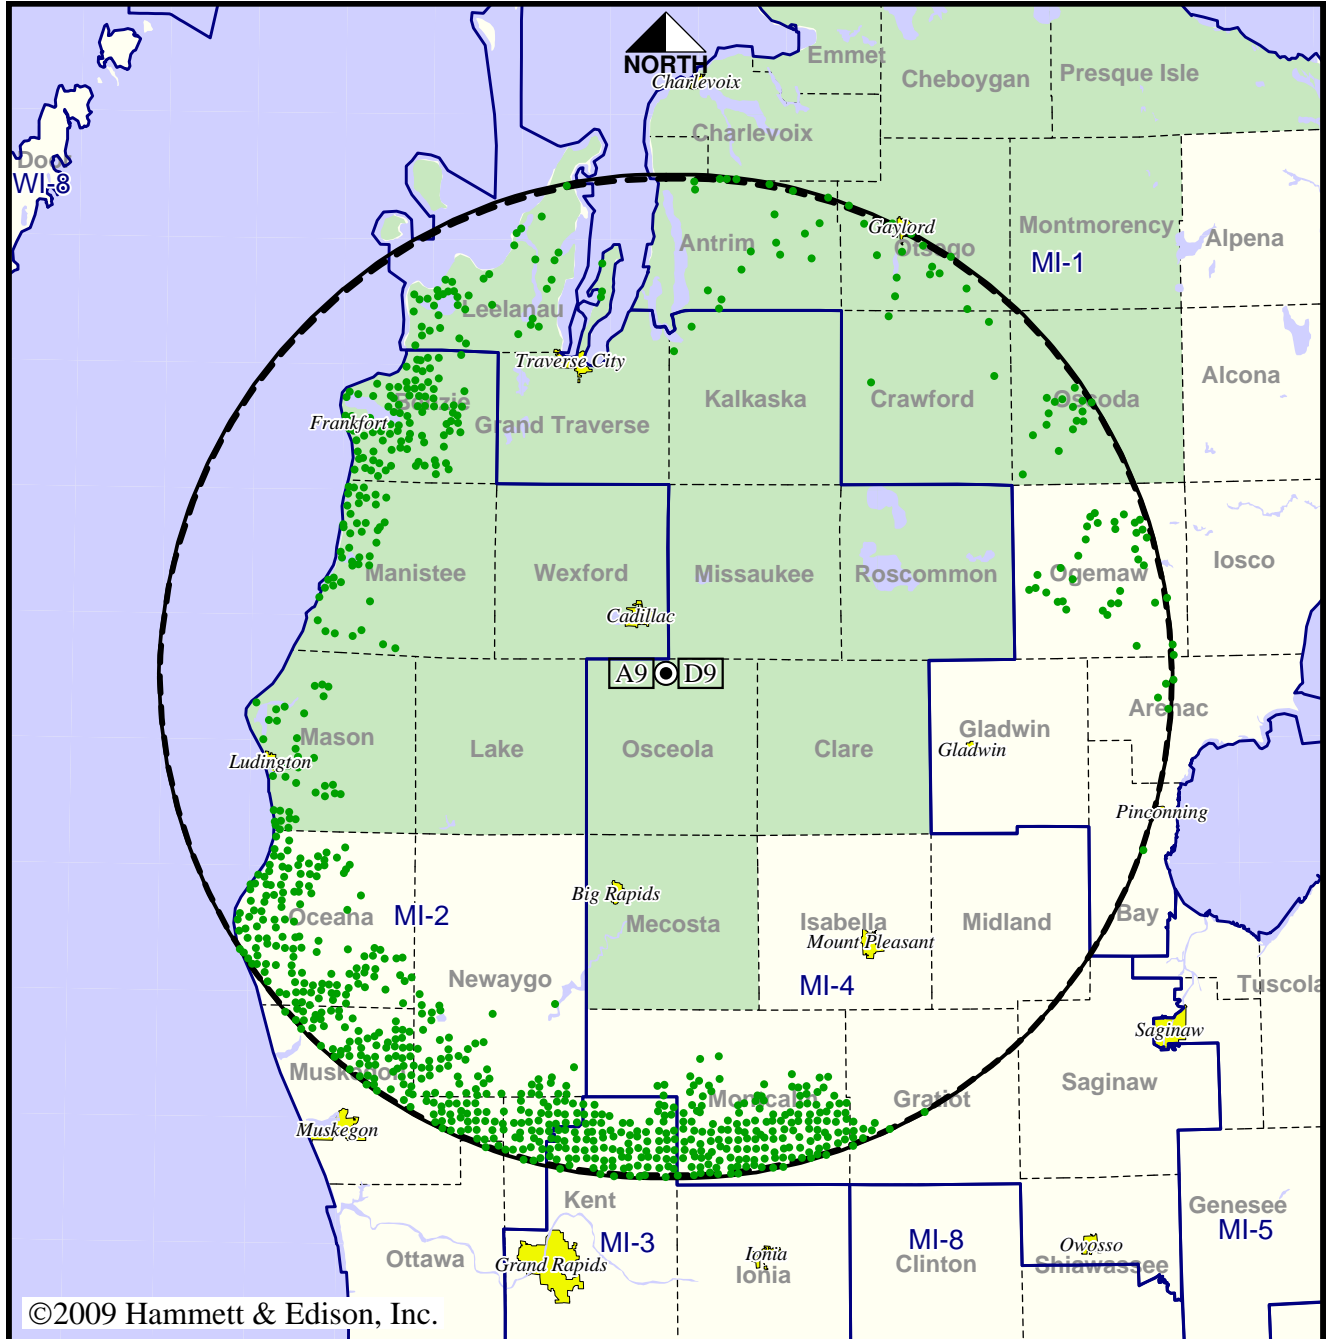 Emmet
NORTH
Cheboygan
Presque Isle
Charlevoix
Charlevoix
Door
WI-8
Gaylord
Montmorency
Antrim
Otsego
Alpena
MI-1
Leelanau
Traverse City
Alcona
Benzie
Kalkaska
Crawford
Oscoda
Frankfort
Grand Traverse
Iosco
Manistee
Wexford
Missaukee
Roscommon
Ogemaw
Cadillac
A9
D9
Arenac
Mason
Lake
Osceola
Clare
Gladwin
Gladwin
Ludington
Pinconning
Big Rapids
Oceana
MI-2
Mecosta
Isabella
Midland
Bay
Mount Pleasant
Newaygo
MI-4
Tuscola
Saginaw
Muskegon
Saginaw
Montcalm
Gratiot
Muskegon
Kent
Genesee
MI-5
MI-3
MI-8
Owosso
Ottawa
Grand Rapids
Ionia
Ionia
Clinton
Shiawassee
©2009 Hammett & Edison, Inc.